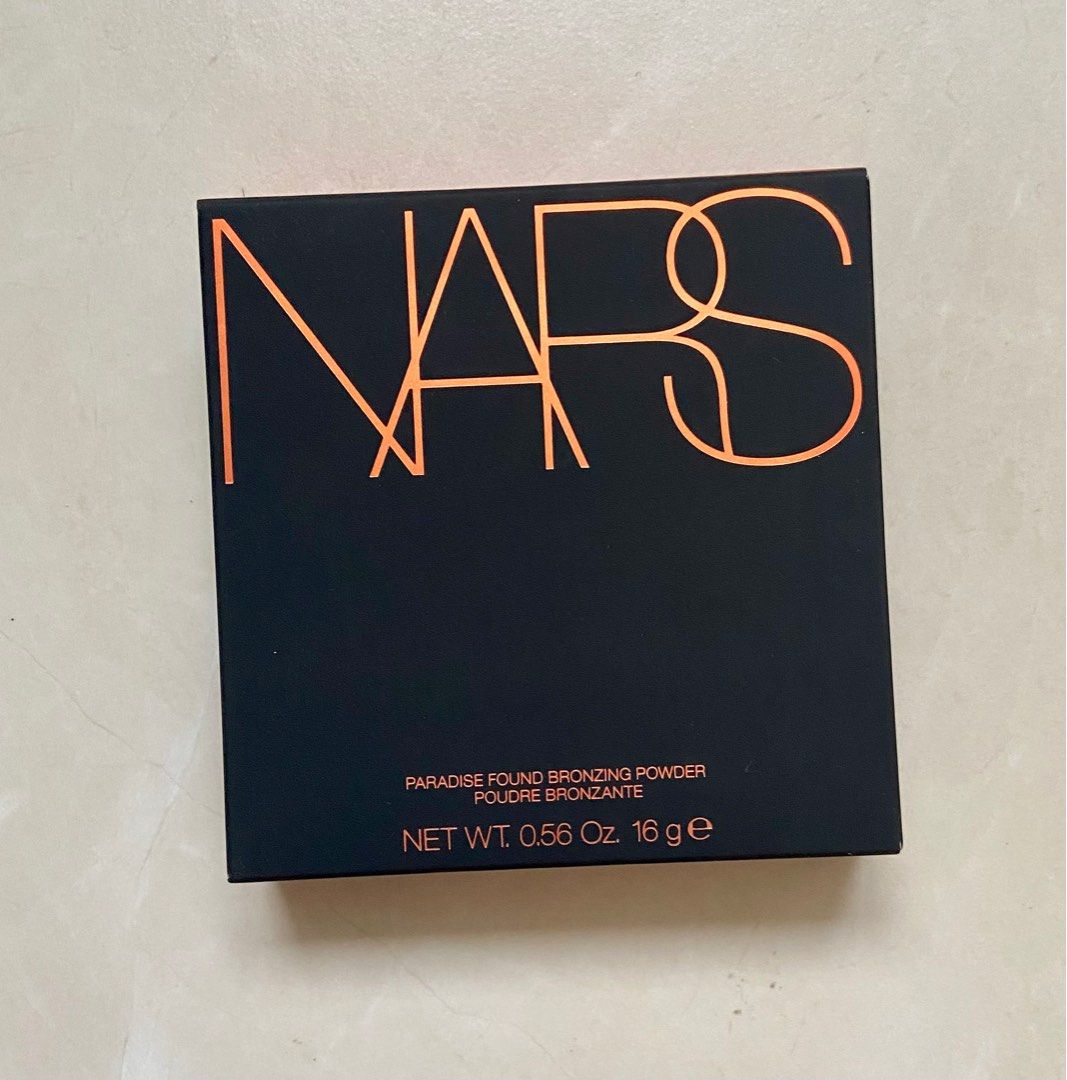 NARS
PARADISE FOUND BRONZING POWDER
POUDRE BRONZANTE
NET WT. 0.56 Oz. 16 g ℮